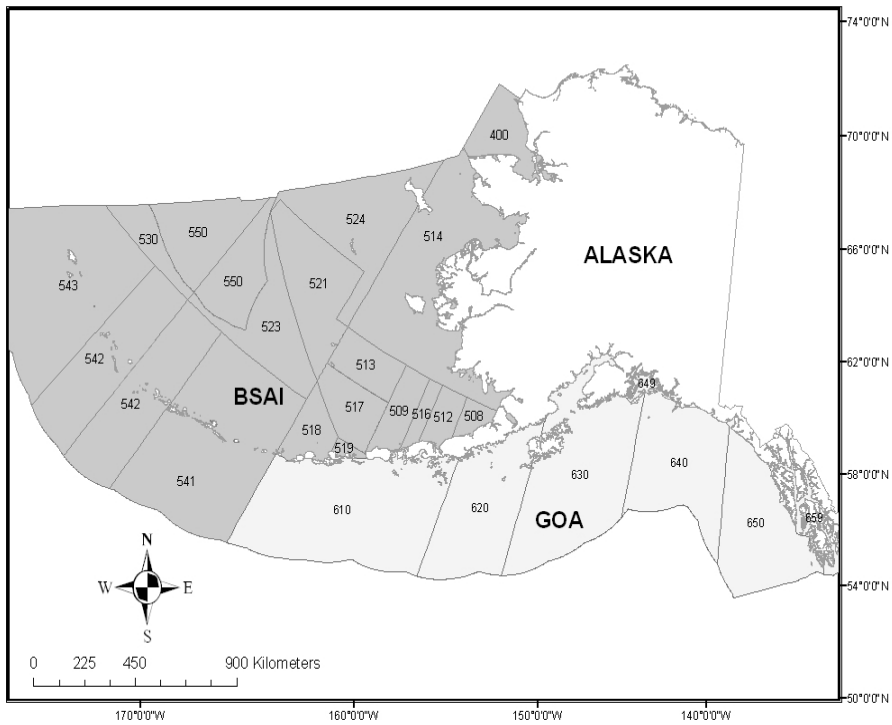 74°0'0"N
70°0'0"N
66°0'0"N
62°0'0"N
58°0'0"N
54°0'0"N
50°0'0"N
400
524
514
530
550
550
521
543
523
ALASKA
542
513
542
BSAI
517
509
516
512
508
518
519
649
541
610
620
630
640
GOA
650
659
N
W
E
S
0 225 450 900 Kilometers
170°0'0"W 160°0'0"W 150°0'0"W 140°0'0"W